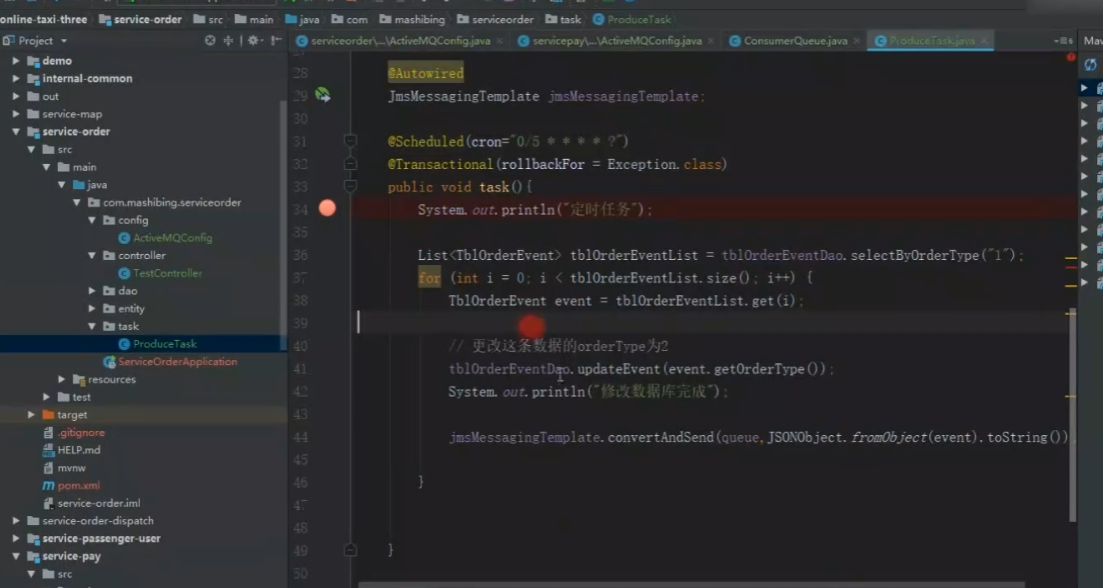 online-taxi-three service-order src main java com mashibing serviceorder task ProduceTask
Project
serviceorder\...\ActiveMQConfig.java
servicepay\...\ActiveMQConfig.java
ConsumerQueue.java
ProduceTask.java
Mav
demo
internal-common
out
service-map
service-order
src
main
java
com.mashibing.serviceorder
config
ActiveMQConfig
controller
TestController
dao
entity
task
ProduceTask
ServiceOrderApplication
resources
test
target
.gitignore
HELP.md
mvnw
pom.xml
service-order.iml
service-order-dispatch
service-passenger-user
service-pay
src
28 @Autowired
29 JmsMessagingTemplate jmsMessagingTemplate;
30
31 @Scheduled(cron="0/5 * * * * ?")
32 @Transactional(rollbackFor = Exception.class)
33 public void task(){
34 System.out.println("定时任务");
35
36 List<TblOrderEvent> tblOrderEventList = tblOrderEventDao.selectByOrderType("1");
37 for (int i = 0; i < tblOrderEventList.size(); i++) {
38 TblOrderEvent event = tblOrderEventList.get(i);
39
40 // 更改这条数据的orderType为2
41 tblOrderEventDao.updateEvent(event.getOrderType());
42 System.out.println("修改数据库完成");
43
44 jmsMessagingTemplate.convertAndSend(queue,JSONObject.fromObject(event).toString())
45
46 }
47
48
49 }
50